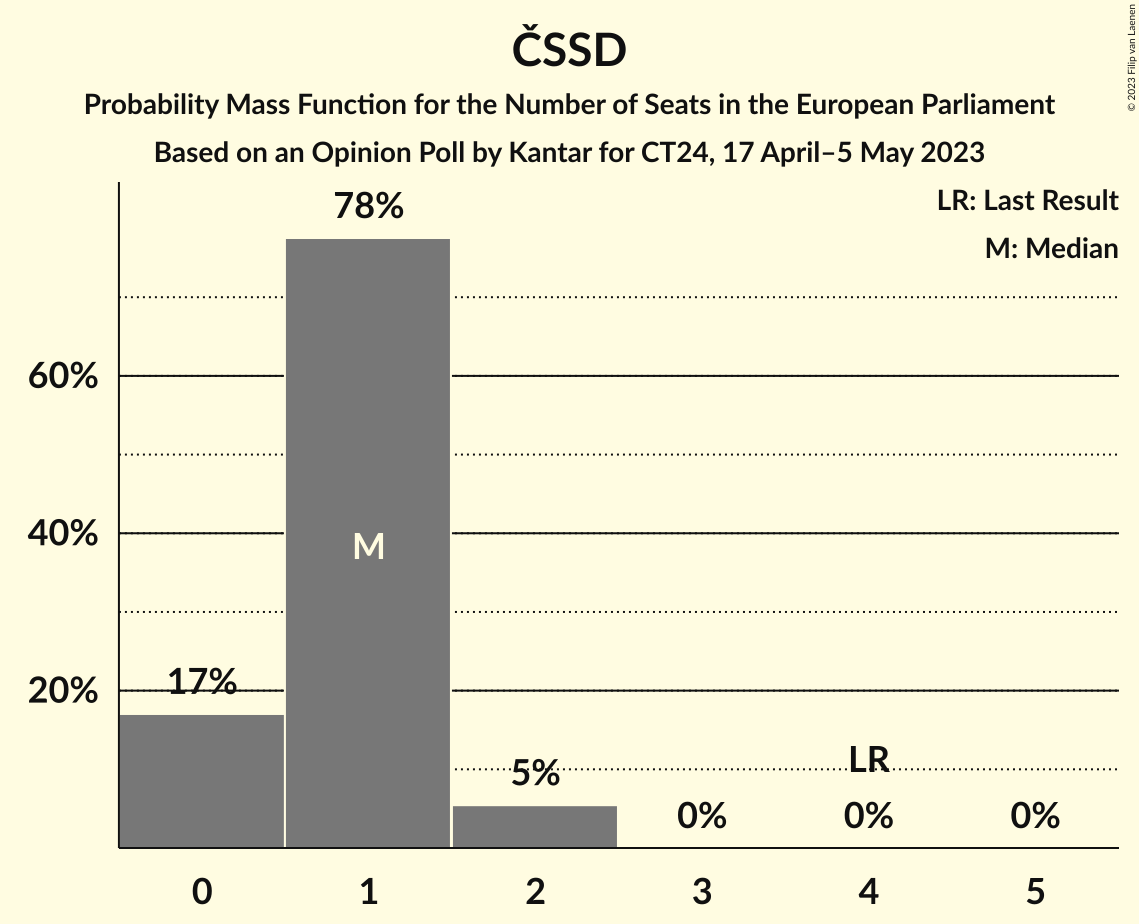 ČSSD
Probability Mass Function for the Number of Seats in the European Parliament
Based on an Opinion Poll by Kantar for CT24, 17 April–5 May 2023
© 2023 Filip van Laenen
LR: Last Result
M: Median
78%
60%
40%
M
17%
20%
LR
5%
0%
0%
0%
0
1
2
3
4
5